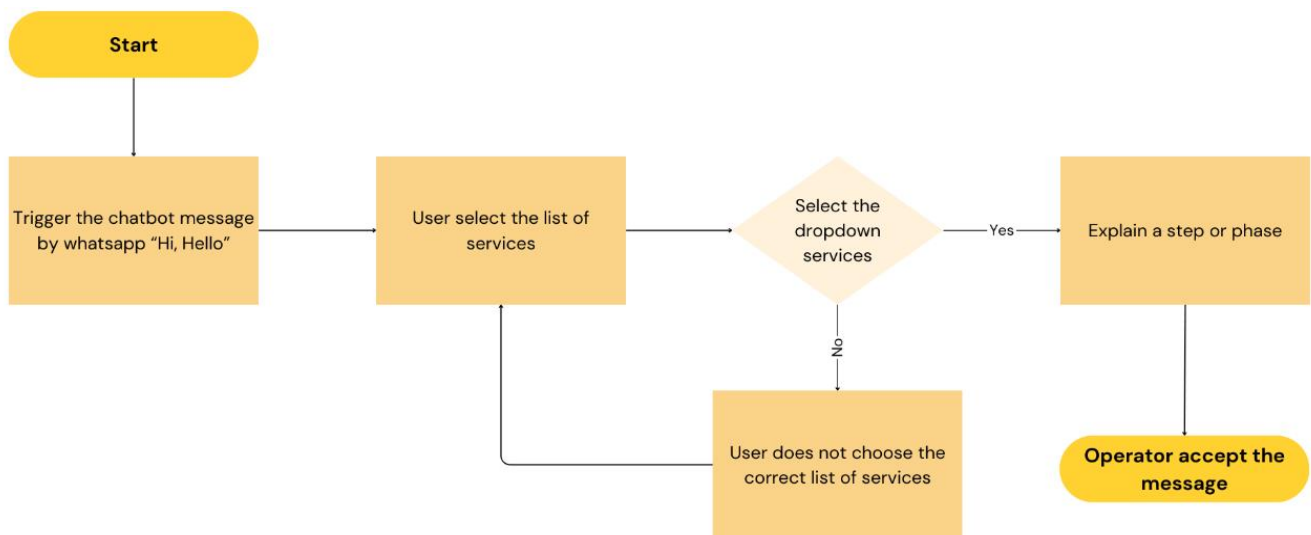 Start
Trigger the chatbot message
by whatsapp “Hi, Hello”
User select the list of
services
Select the
dropdown
services
Yes
Explain a step or phase
No
User does not choose the
correct list of services
Operator accept the
message